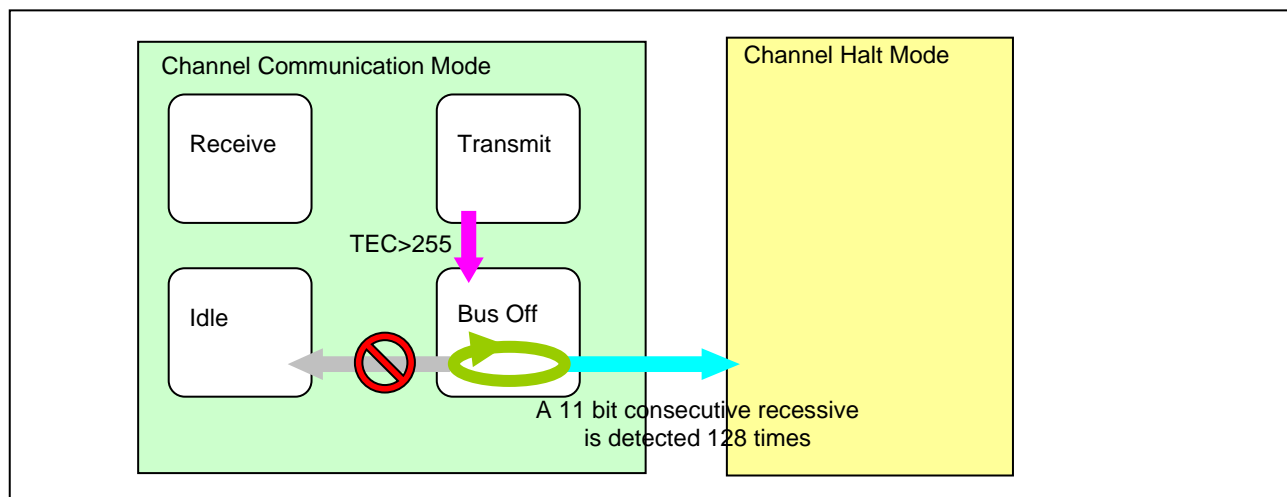 Channel Communication Mode
Channel Halt Mode
Receive
Transmit
TEC>255
Idle
Bus Off
A 11 bit consecutive recessive
is detected 128 times